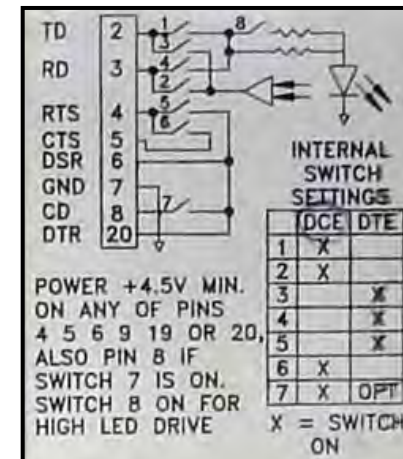 TD 2 1 8
3
RD 3 4
2
RTS 4 5
6
CTS 5
DSR 6
GND 7
CD 8 7
DTR 20
INTERNAL
SWITCH
SETTINGS
DCE DTE
1 X
2 X
3 X
4 X
5 X
6 X
7 X OPT
X = SWITCH
ON
POWER +4.5V MIN.
ON ANY OF PINS
4 5 6 9 19 OR 20,
ALSO PIN 8 IF
SWITCH 7 IS ON.
SWITCH 8 ON FOR
HIGH LED DRIVE